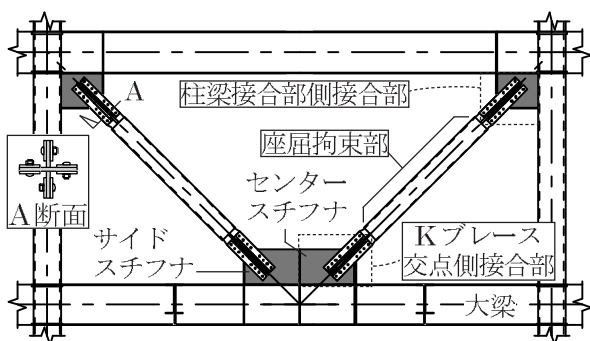 A
柱梁接合部側接合部
座屈拘束部
A断面
センター
スチフナ
サイド
スチフナ
Kブレース
交点側接合部
大梁